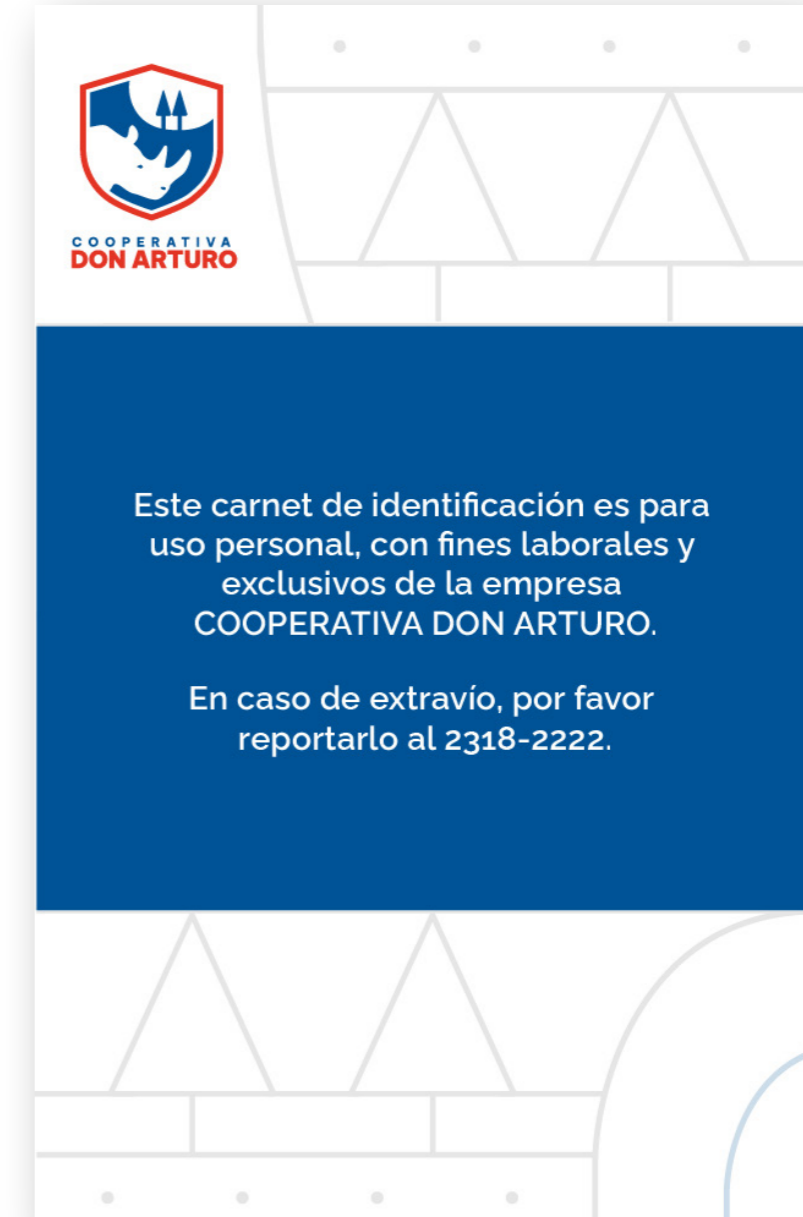 COOPERATIVA
DON ARTURO
Este carnet de identificación es para
uso personal, con fines laborales y
exclusivos de la empresa
COOPERATIVA DON ARTURO.
En caso de extravío, por favor
reportarlo al 2318-2222.